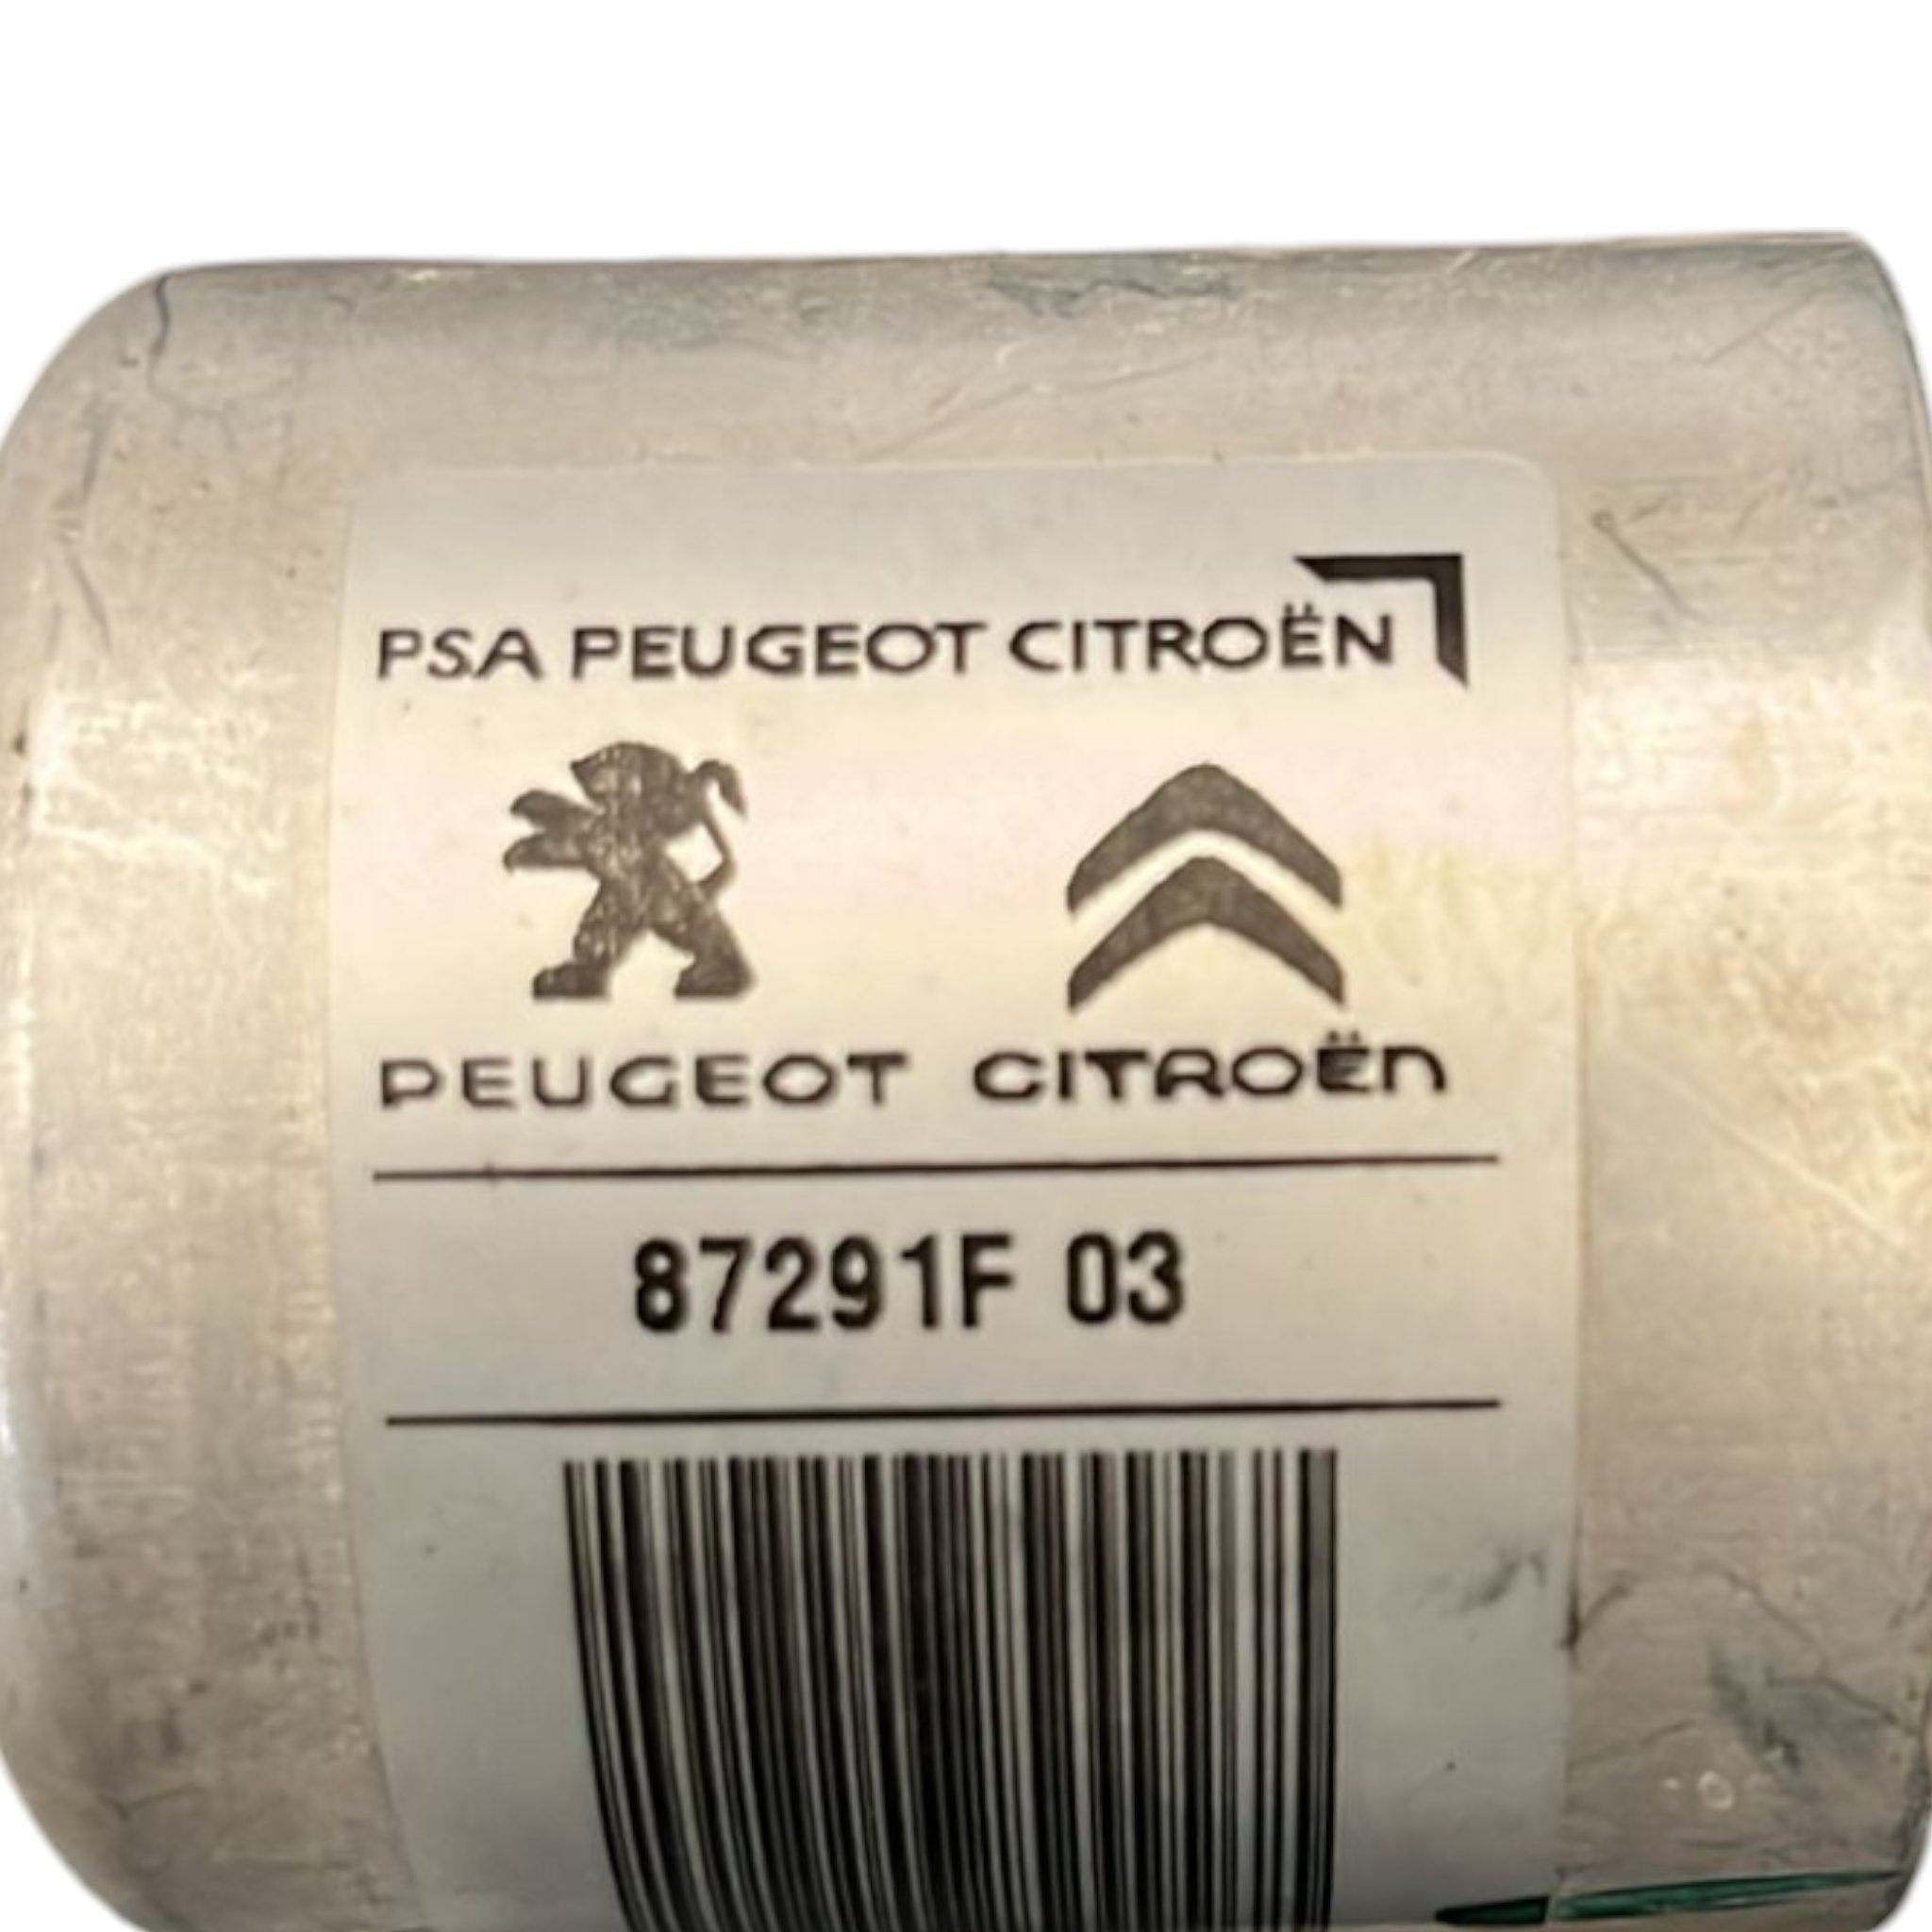 PSA PEUGEOT CITROËN
PEUGEOT CITROËN
87291F 03